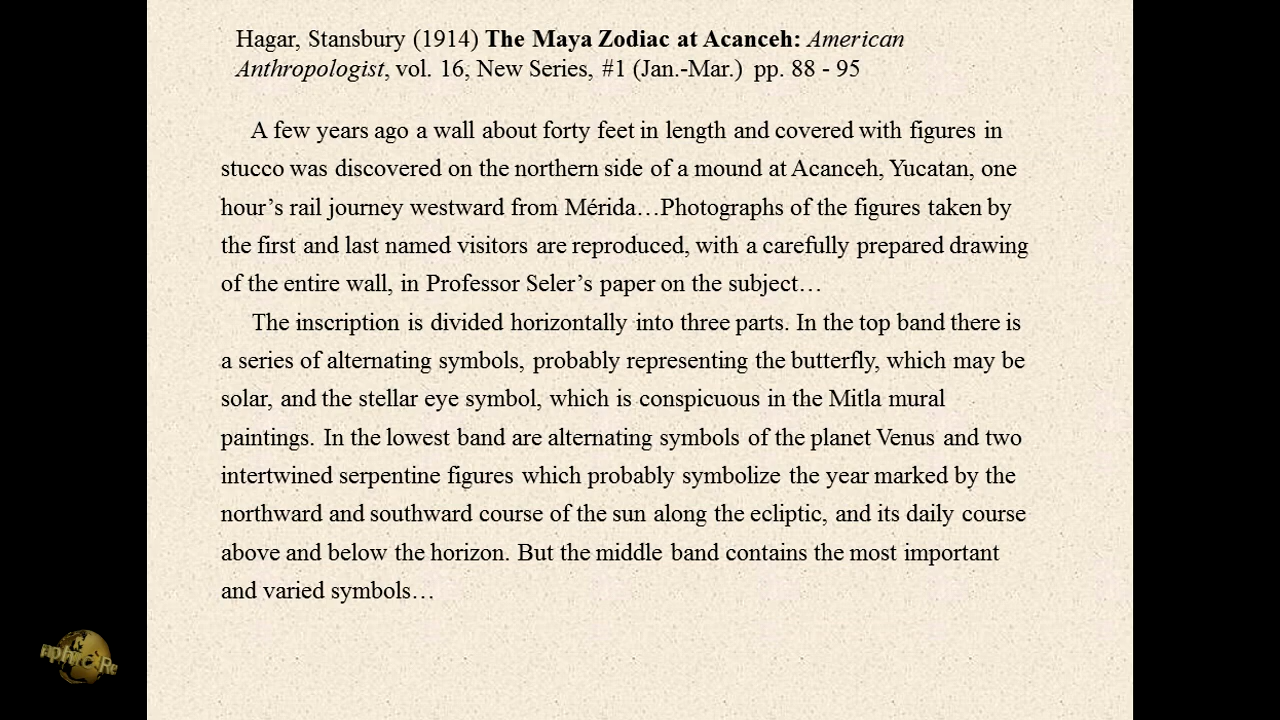 Hagar, Stansbury (1914) The Maya Zodiac at Acanceh: American
Anthropologist, vol. 16, New Series, #1 (Jan.-Mar.) pp. 88 - 95
A few years ago a wall about forty feet in length and covered with figures in
stucco was discovered on the northern side of a mound at Acanceh, Yucatan, one
hour’s rail journey westward from Mérida…Photographs of the figures taken by
the first and last named visitors are reproduced, with a carefully prepared drawing
of the entire wall, in Professor Seler’s paper on the subject…
The inscription is divided horizontally into three parts. In the top band there is
a series of alternating symbols, probably representing the butterfly, which may be
solar, and the stellar eye symbol, which is conspicuous in the Mitla mural
paintings. In the lowest band are alternating symbols of the planet Venus and two
intertwined serpentine figures which probably symbolize the year marked by the
northward and southward course of the sun along the ecliptic, and its daily course
above and below the horizon. But the middle band contains the most important
and varied symbols…